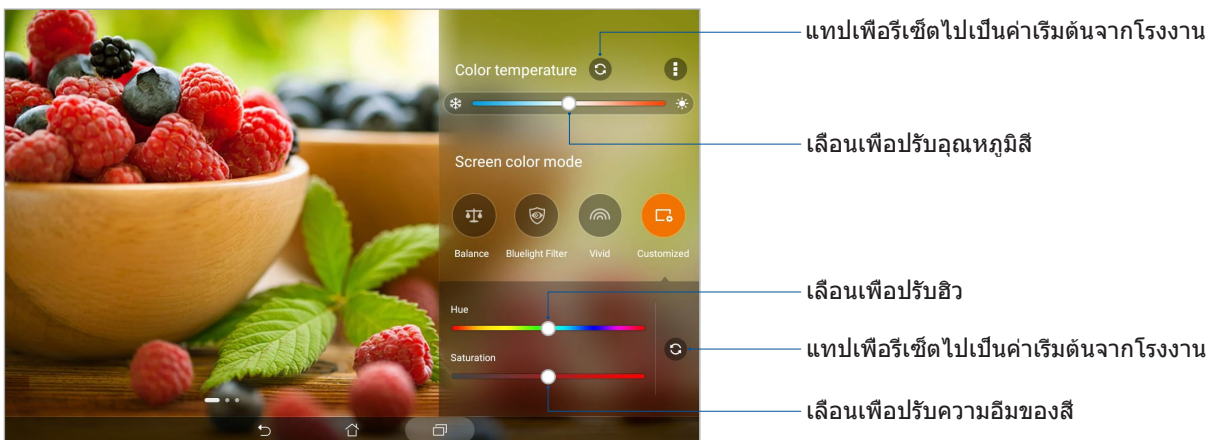 แทปเพื่อรีเซ็ตไปเป็นค่าเริ่มต้นจากโรงงาน
Color temperature
เลื่อนเพื่อปรับอุณหภูมิสี
Screen color mode
Balance Bluelight Filter Vivid Customized
เลื่อนเพื่อปรับฮิว
Hue
แทปเพื่อรีเซ็ตไปเป็นค่าเริ่มต้นจากโรงงาน
Saturation
เลื่อนเพื่อปรับความอิ่มของสี